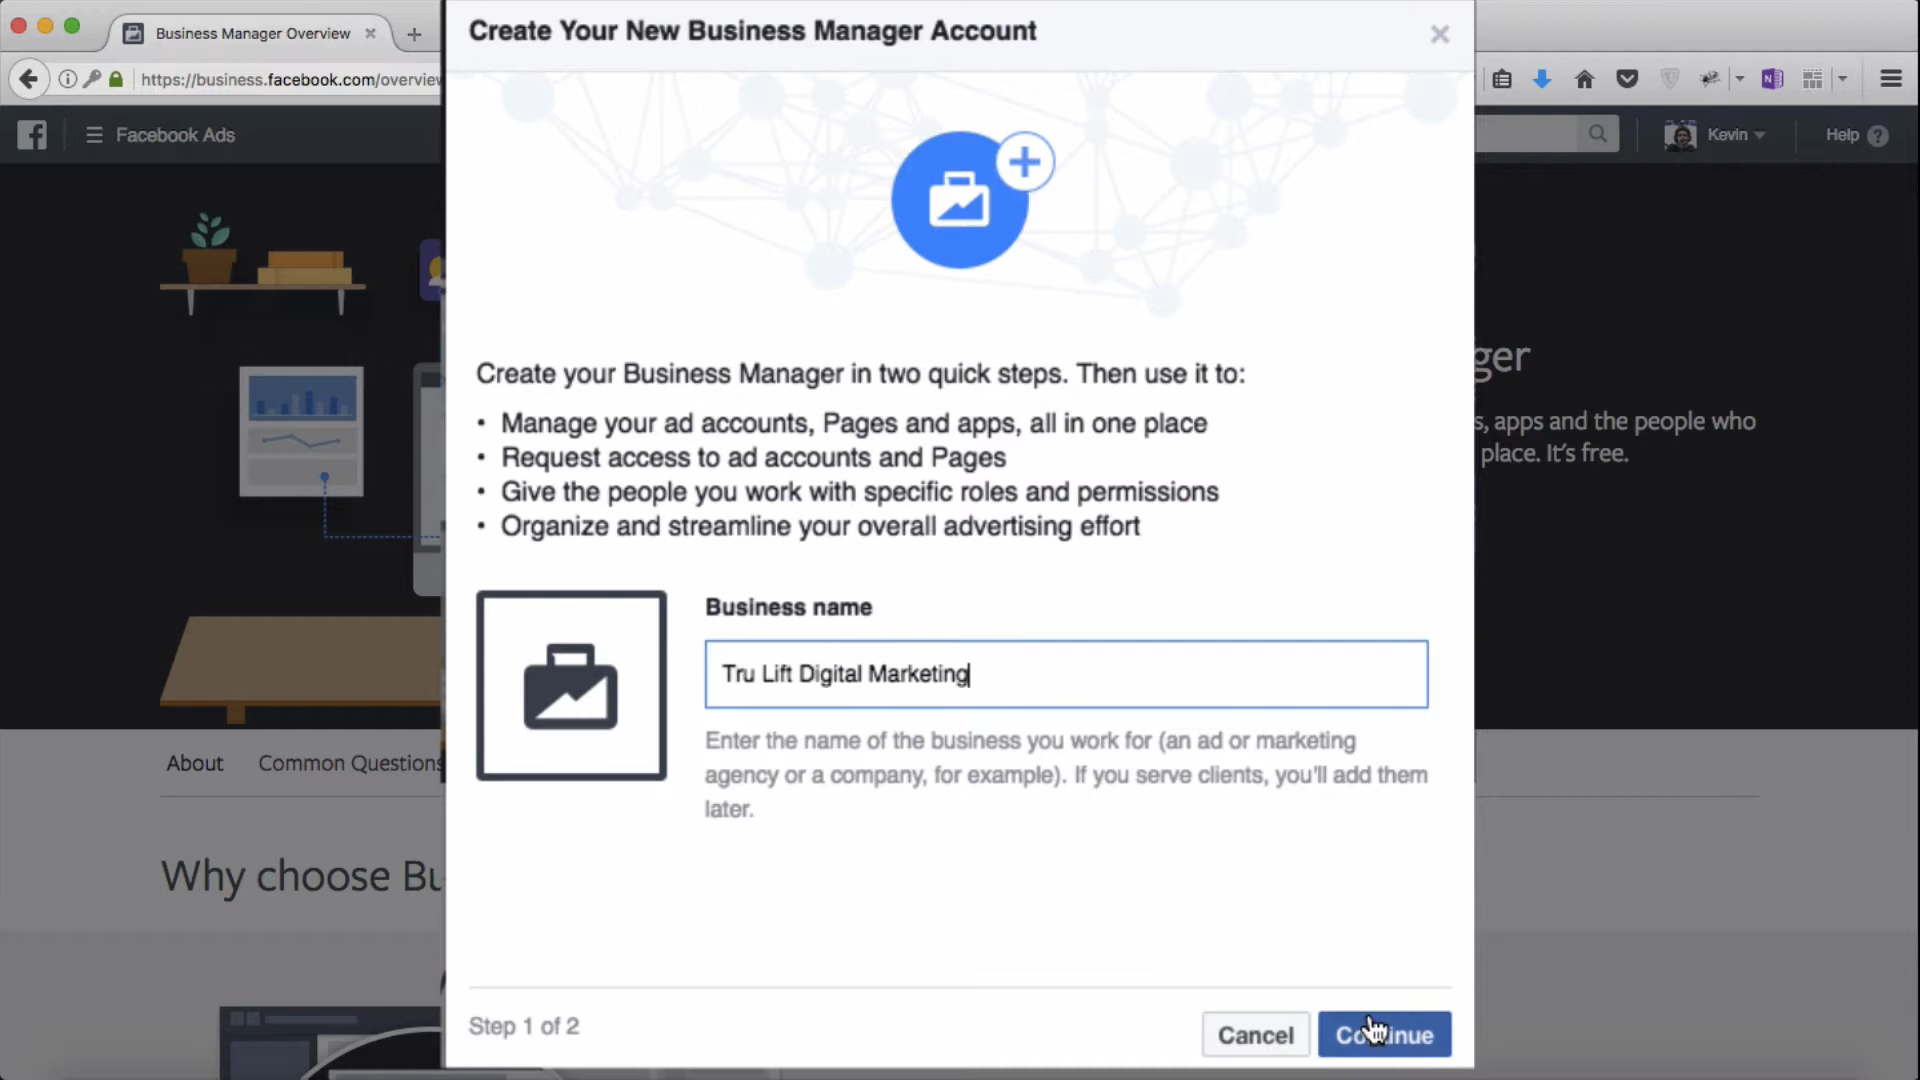 Business Manager Overview
https://business.facebook.com/overview
Facebook Ads
Kevin
Help
Create Your New Business Manager Account
Create your Business Manager in two quick steps. Then use it to:
• Manage your ad accounts, Pages and apps, all in one place
• Request access to ad accounts and Pages
• Give the people you work with specific roles and permissions
• Organize and streamline your overall advertising effort
Business name
Tru Lift Digital Marketing
Enter the name of the business you work for (an ad or marketing
agency or a company, for example). If you serve clients, you'll add them
later.
Step 1 of 2
Cancel
Continue
ger
s, apps and the people who
place. It's free.
About
Common Questions
Why choose Bu